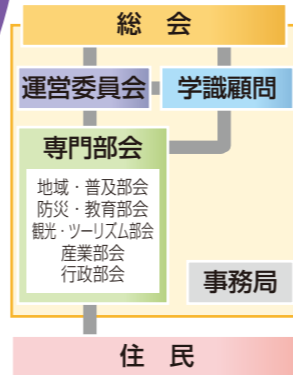 総会
運営委員会
学識顧問
専門部会
地域・普及部会
防災・教育部会
観光・ツーリズム部会
産業部会
行政部会
事務局
住民